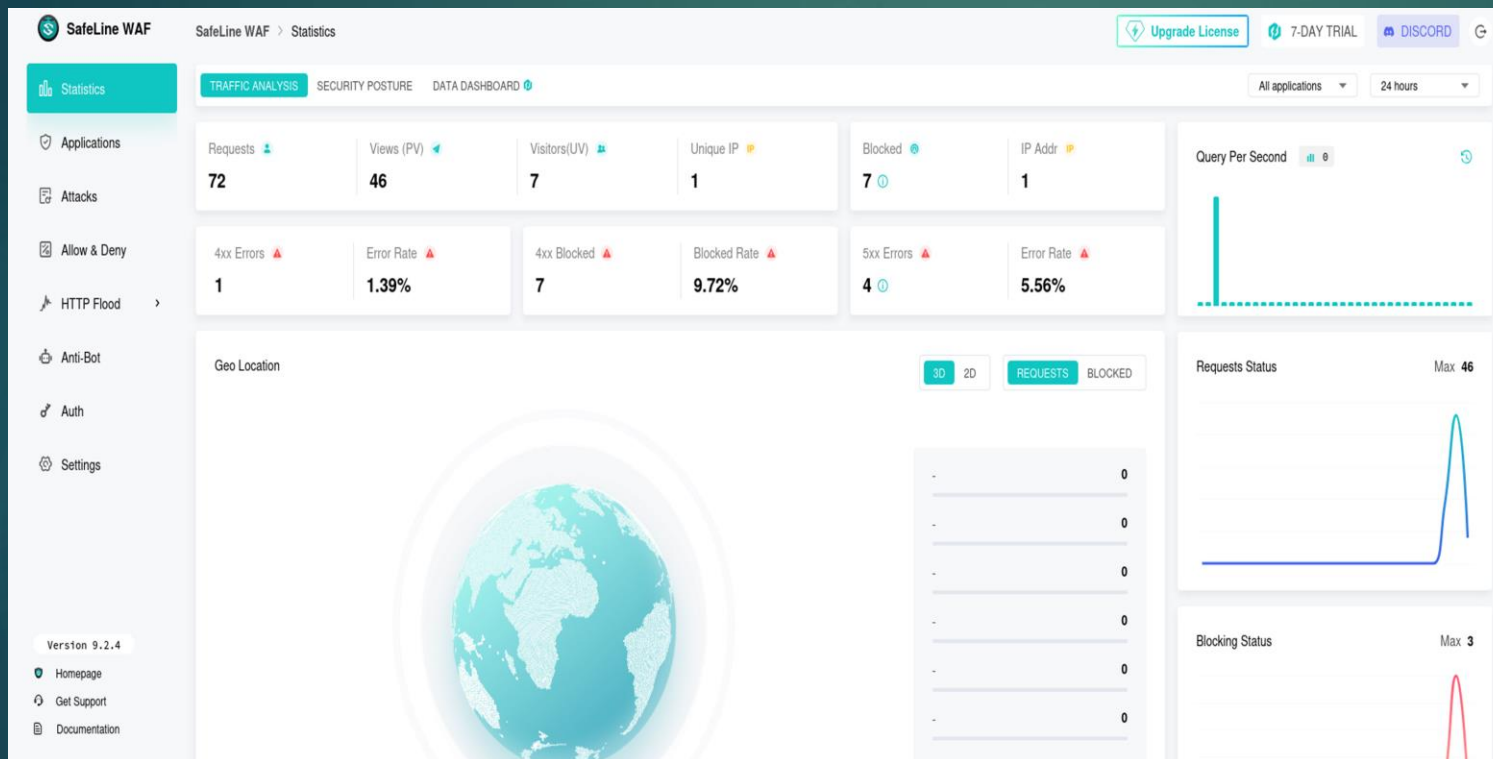 SafeLine WAF
SafeLine WAF > Statistics
Upgrade License
7-DAY TRIAL
DISCORD
Statistics
Applications
Attacks
Allow & Deny
HTTP Flood >
Anti-Bot
Auth
Settings
Version 9.2.4
Homepage
Get Support
Documentation
TRAFFIC ANALYSIS SECURITY POSTURE DATA DASHBOARD
All applications 24 hours
Requests Views (PV) Visitors(UV) Unique IP IP
72 46 7 1
Blocked IP Addr IP
7 1
4xx Errors Error Rate 4xx Blocked Blocked Rate 5xx Errors Error Rate
1 1.39% 7 9.72% 4 5.56%
Geo Location
3D 2D REQUESTS BLOCKED
- 0
- 0
- 0
- 0
- 0
- 0
Query Per Second 0
Requests Status Max 46
Blocking Status Max 3